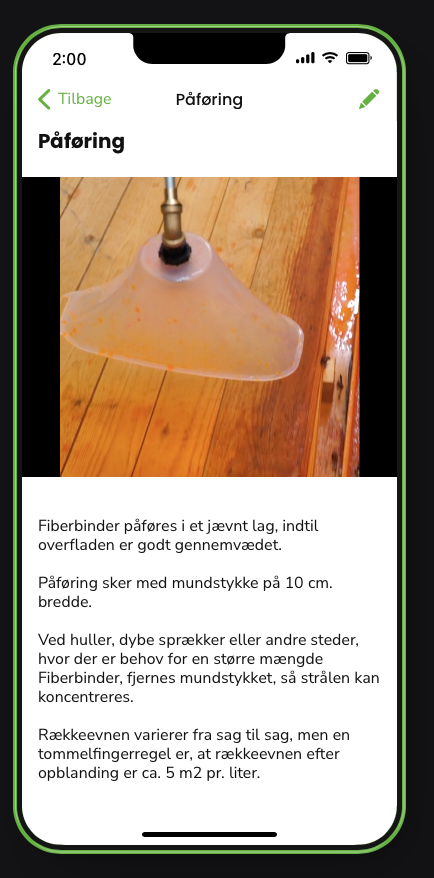 2:00
Tilbage
Påføring
Påføring
Fiberbinder påføres i et jævnt lag, indtil
overfladen er godt gennemvædet.
Påføring sker med mundstykke på 10 cm.
bredde.
Ved huller, dybe sprækker eller andre steder,
hvor der er behov for en større mængde
Fiberbinder, fjernes mundstykket, så strålen kan
koncentreres.
Rækkeevnen varierer fra sag til sag, men en
tommelfingerregel er, at rækkeevnen efter
opblanding er ca. 5 m2 pr. liter.